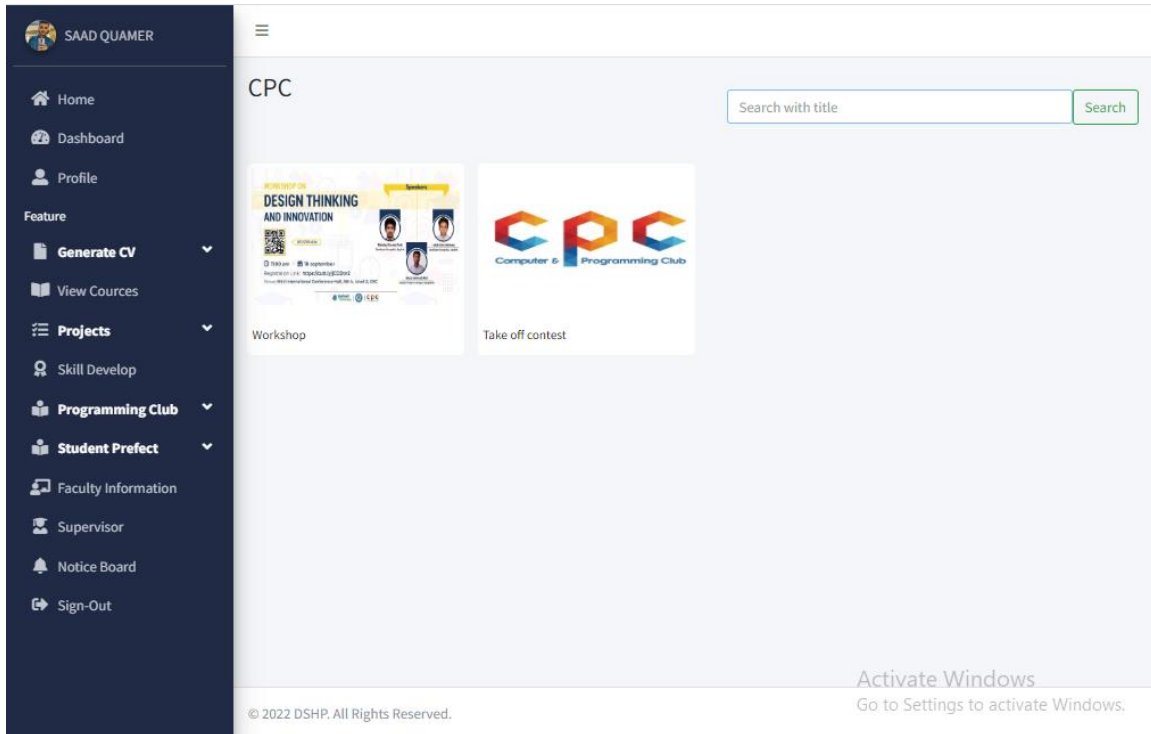 SAAD QUAMER
Home
Dashboard
Profile
Feature
Generate CV
View Cources
Projects
Skill Develop
Programming Club
Student Prefect
Faculty Information
Supervisor
Notice Board
Sign-Out
CPC
Search with title
Search
WORKSHOP ON
DESIGN THINKING
AND INNOVATION
Speakers
Workshop
cpc
Computer & Programming Club
Take off contest
Activate Windows
Go to Settings to activate Windows.
© 2022 DSHP. All Rights Reserved.